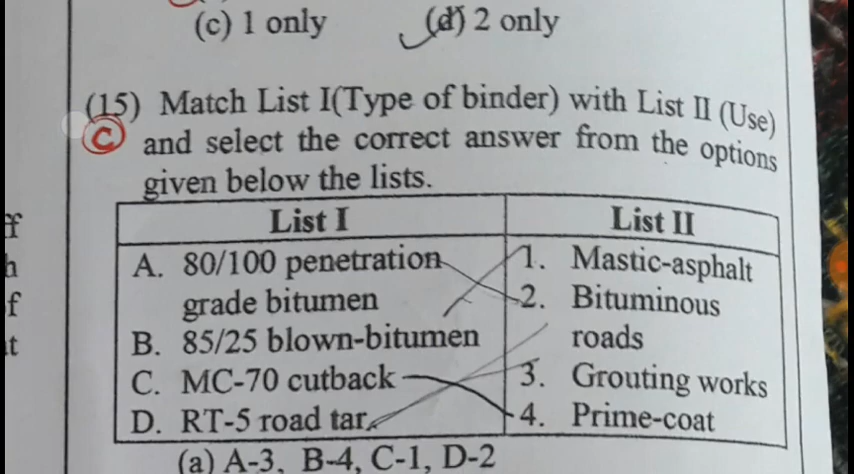 (c) 1 only (d) 2 only
(15) Match List I(Type of binder) with List II (Use)
C and select the correct answer from the options
given below the lists.
List I List II
A. 80/100 penetration 1. Mastic-asphalt
grade bitumen 2. Bituminous
B. 85/25 blown-bitumen roads
C. MC-70 cutback 3. Grouting works
D. RT-5 road tar 4. Prime-coat
(a) A-3, B-4, C-1, D-2